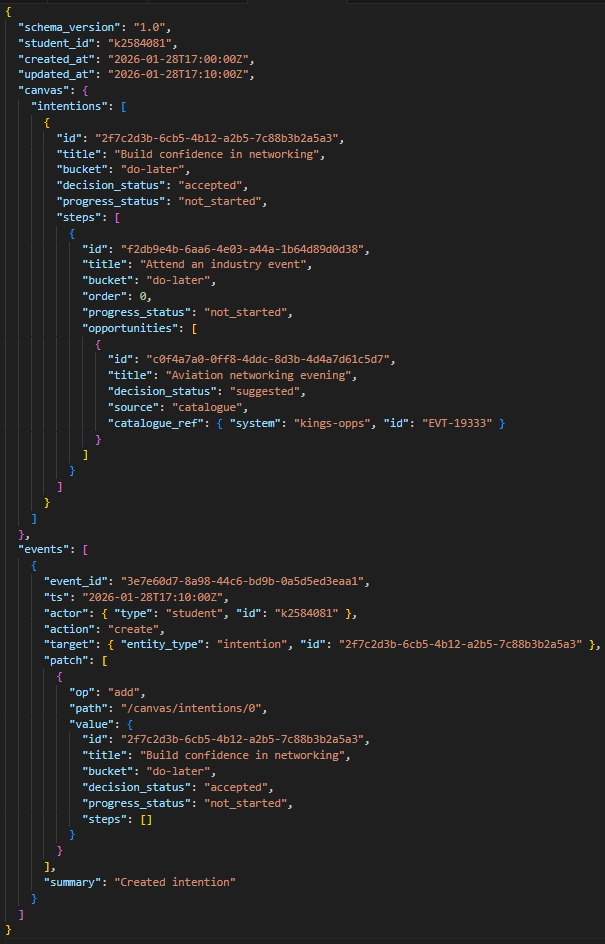 {
  "schema_version": "1.0",
  "student_id": "k2584081",
  "created_at": "2026-01-28T17:00:00Z",
  "updated_at": "2026-01-28T17:10:00Z",
  "canvas": {
    "intentions": [
      {
        "id": "2f7c2d3b-6cb5-4b12-a2b5-7c88b3b2a5a3",
        "title": "Build confidence in networking",
        "bucket": "do-later",
        "decision_status": "accepted",
        "progress_status": "not_started",
        "steps": [
          {
            "id": "f2db9e4b-6aa6-4e03-a44a-1b64d89d0d38",
            "title": "Attend an industry event",
            "bucket": "do-later",
            "order": 0,
            "progress_status": "not_started",
            "opportunities": [
              {
                "id": "c0f4a7a0-0ff8-4ddc-8d3b-4d4a7d61c5d7",
                "title": "Aviation networking evening",
                "decision_status": "suggested",
                "source": "catalogue",
                "catalogue_ref": { "system": "kings-opps", "id": "EVT-19333" }
              }
            ]
          }
        ]
      }
    ]
  },
  "events": [
    {
      "event_id": "3e7e60d7-8a98-44c6-bd9b-0a5d5ed3eaa1",
      "ts": "2026-01-28T17:10:00Z",
      "actor": { "type": "student", "id": "k2584081" },
      "action": "create",
      "target": { "entity_type": "intention", "id": "2f7c2d3b-6cb5-4b12-a2b5-7c88b3b2a5a3" },
      "patch": [
        {
          "op": "add",
          "path": "/canvas/intentions/0",
          "value": {
            "id": "2f7c2d3b-6cb5-4b12-a2b5-7c88b3b2a5a3",
            "title": "Build confidence in networking",
            "bucket": "do-later",
            "decision_status": "accepted",
            "progress_status": "not_started",
            "steps": []
          }
        }
      ],
      "summary": "Created intention"
    }
  ]
}